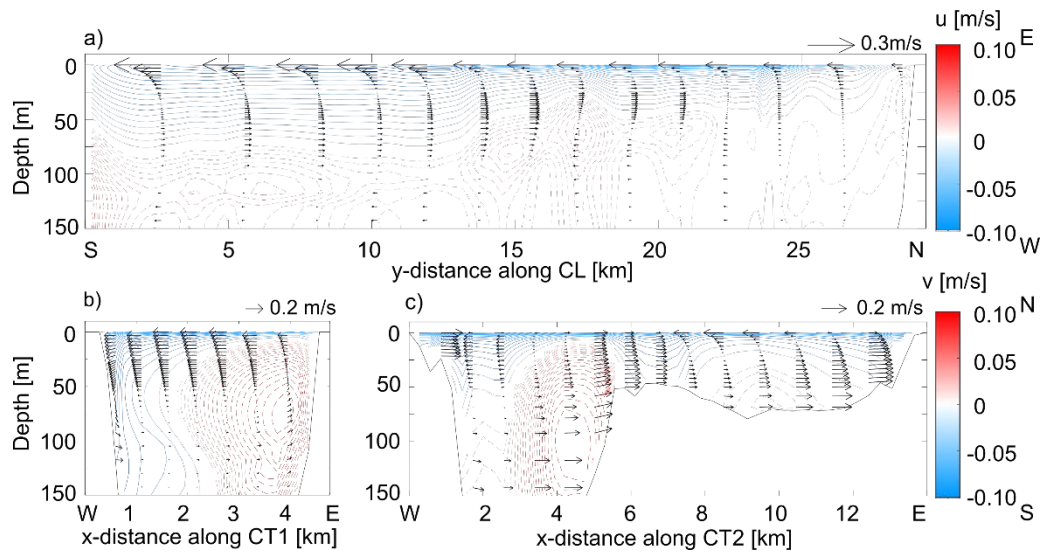 a)
0.3m/s
u [m/s]
E
0.10
0.05
0
-0.05
-0.10
W
Depth [m]
0
50
100
150
S 5 10 15 20 25 N
y-distance along CL [km]
b)
0.2 m/s
c)
0.2 m/s
v [m/s]
N
0.10
0.05
0
-0.05
-0.10
S
Depth [m]
0
50
100
150
W 1 2 3 4 E
x-distance along CT1 [km]
0
50
100
150
W 2 4 6 8 10 12 E
x-distance along CT2 [km]